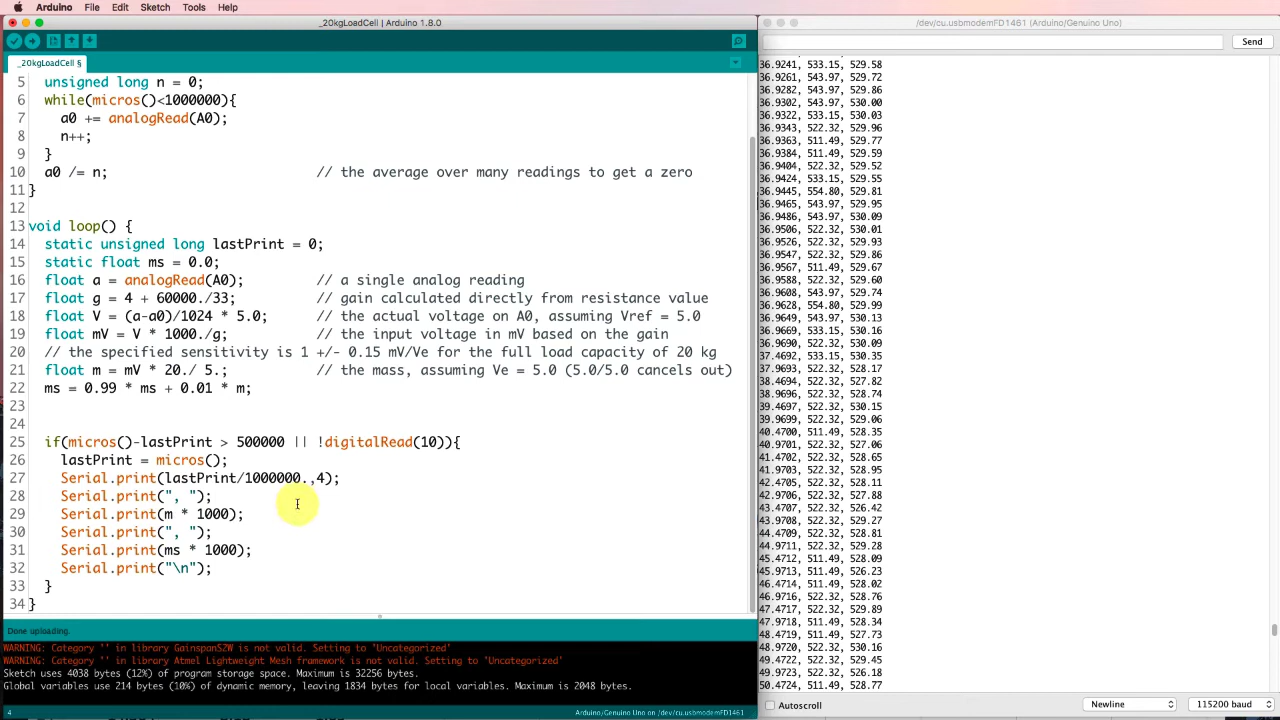 Arduino File Edit Sketch Tools Help
_20kgLoadCell | Arduino 1.8.0
_20kgLoadCell §
5 unsigned long n = 0;
6 while(micros()<1000000){
7 a0 += analogRead(A0);
8 n++;
9 }
10 a0 /= n; // the average over many readings to get a zero
11 }
12
13 void loop() {
14 static unsigned long lastPrint = 0;
15 static float ms = 0.0;
16 float a = analogRead(A0); // a single analog reading
17 float g = 4 + 60000./33; // gain calculated directly from resistance value
18 float V = (a-a0)/1024 * 5.0; // the actual voltage on A0, assuming Vref = 5.0
19 float mV = V * 1000./g; // the input voltage in mV based on the gain
20 // the specified sensitivity is 1 +/- 0.15 mV/Ve for the full load capacity of 20 kg
21 float m = mV * 20./ 5.; // the mass, assuming Ve = 5.0 (5.0/5.0 cancels out)
22 ms = 0.99 * ms + 0.01 * m;
23
24
25 if(micros()-lastPrint > 500000 || !digitalRead(10)){
26 lastPrint = micros();
27 Serial.print(lastPrint/1000000.,4);
28 Serial.print(", ");
29 Serial.print(m * 1000);
30 Serial.print(", ");
31 Serial.print(ms * 1000);
32 Serial.print("\n");
33 }
34 }
Done uploading.
WARNING: Category '' in library GainspanS2W is not valid. Setting to 'Uncategorized'
WARNING: Category '' in library Atmel Lightweight Mesh framework is not valid. Setting to 'Uncategorized'
Sketch uses 4038 bytes (12%) of program storage space. Maximum is 32256 bytes.
Global variables use 214 bytes (10%) of dynamic memory, leaving 1834 bytes for local variables. Maximum is 2048 bytes.
4 Arduino/Genuino Uno on /dev/cu.usbmodemFD1461
/dev/cu.usbmodemFD1461 (Arduino/Genuino Uno)
Send
36.9241, 533.15, 529.58
36.9261, 543.97, 529.72
36.9282, 543.97, 529.86
36.9302, 543.97, 530.00
36.9322, 533.15, 530.03
36.9343, 522.32, 529.96
36.9363, 511.49, 529.77
36.9384, 511.49, 529.59
36.9404, 522.32, 529.52
36.9424, 533.15, 529.55
36.9445, 554.80, 529.81
36.9465, 543.97, 529.95
36.9486, 543.97, 530.09
36.9506, 522.32, 530.01
36.9526, 522.32, 529.93
36.9547, 522.32, 529.86
36.9567, 511.49, 529.67
36.9588, 522.32, 529.60
36.9608, 543.97, 529.74
36.9628, 554.80, 529.99
36.9649, 543.97, 530.13
36.9669, 533.15, 530.16
36.9690, 522.32, 530.09
37.4692, 533.15, 530.35
37.9693, 522.32, 528.17
38.4694, 522.32, 527.82
38.9696, 522.32, 528.74
39.4697, 522.32, 530.15
39.9699, 522.32, 528.35
40.4700, 511.49, 528.35
40.9701, 522.32, 527.06
41.4702, 522.32, 528.65
41.9703, 522.32, 528.95
42.4705, 522.32, 528.11
42.9706, 522.32, 527.88
43.4707, 522.32, 526.42
43.9708, 522.32, 529.27
44.4709, 522.32, 528.81
44.9711, 522.32, 529.28
45.4712, 511.49, 528.09
45.9713, 511.49, 526.23
46.4714, 511.49, 528.02
46.9716, 522.32, 528.76
47.4717, 522.32, 529.89
47.9718, 522.32, 529.34
48.4719, 511.49, 527.73
48.9720, 522.32, 530.16
49.4722, 522.32, 529.45
49.9723, 522.32, 526.18
50.4724, 511.49, 528.77
Autoscroll
Newline
115200 baud